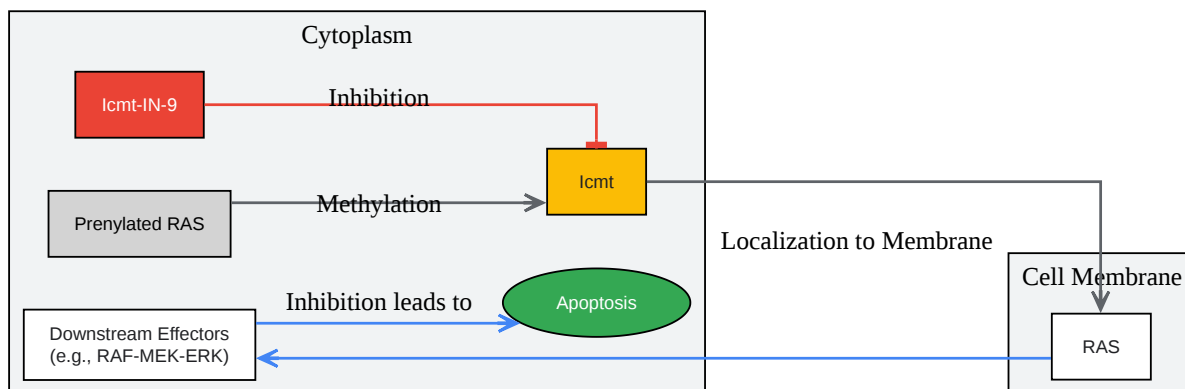 Cytoplasm
Icmt-IN-9
Inhibition
Icmt
Prenylated RAS
Methylation
Localization to Membrane
Cell Membrane
Inhibition leads to
Apoptosis
Downstream Effectors
(e.g., RAF-MEK-ERK)
RAS